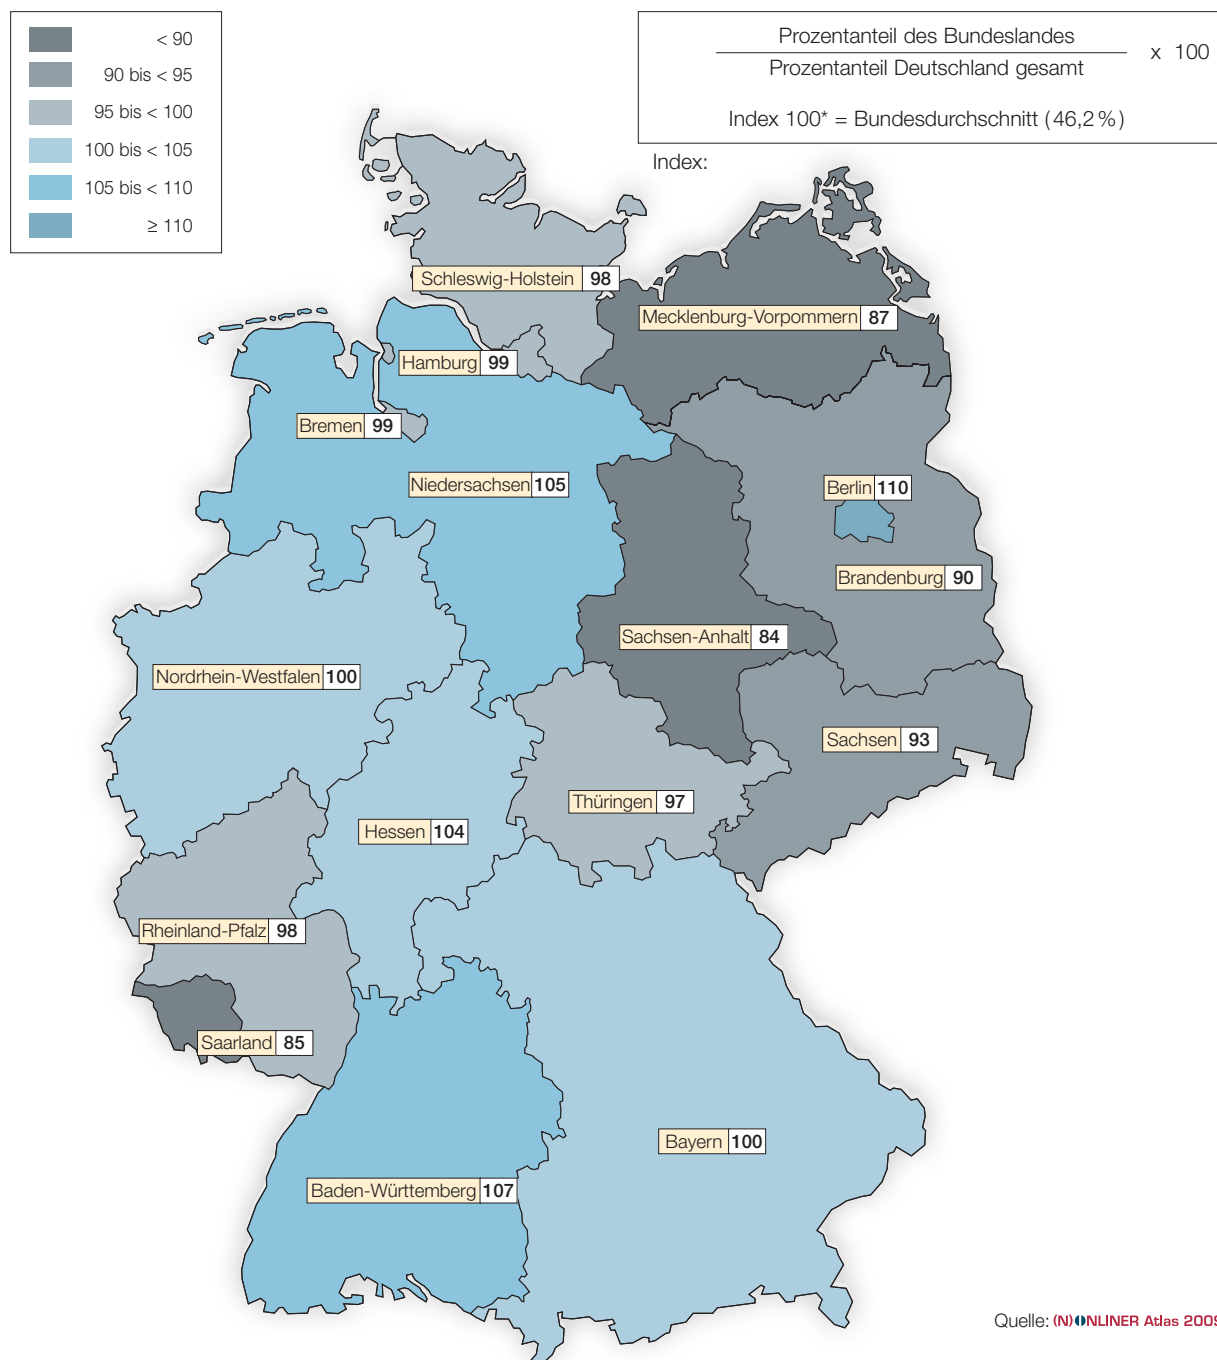 < 90
90 bis < 95
95 bis < 100
100 bis < 105
105 bis < 110
≥ 110
Prozentanteil des Bundeslandes
Prozentanteil Deutschland gesamt
x 100
Index 100* = Bundesdurchschnitt (46,2 %)
Index:
Schleswig-Holstein 98
Mecklenburg-Vorpommern 87
Hamburg 99
Bremen 99
Niedersachsen 105
Berlin 110
Brandenburg 90
Sachsen-Anhalt 84
Nordrhein-Westfalen 100
Sachsen 93
Thüringen 97
Hessen 104
Rheinland-Pfalz 98
Saarland 85
Bayern 100
Baden-Württemberg 107
Quelle: (N)ONLINER Atlas 2009